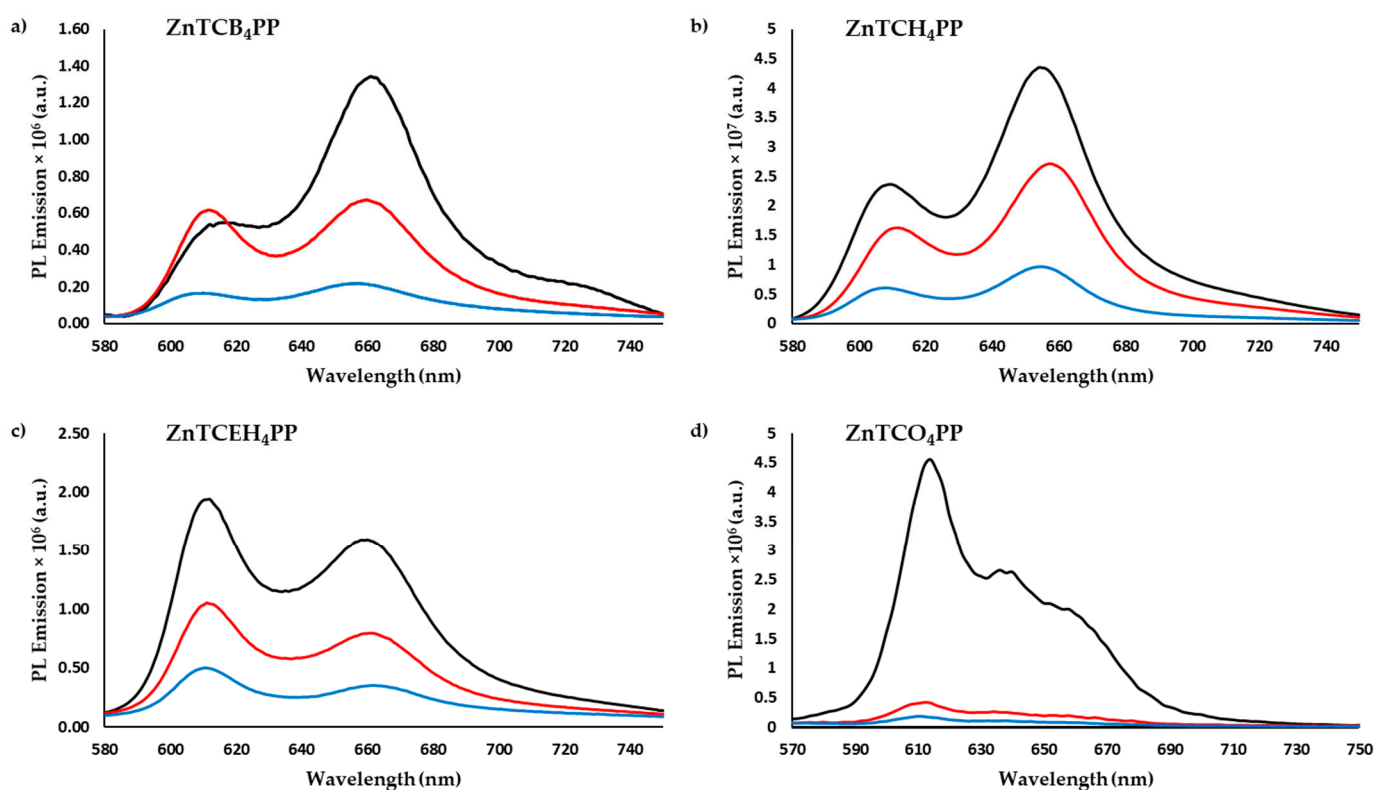 a) ZnTCB₄PP
PL Emission × 10⁶ (a.u.)
1.60
1.40
1.20
1.00
0.80
0.60
0.40
0.20
0.00
580 600 620 640 660 680 700 720 740
Wavelength (nm)
b) ZnTCH₄PP
PL Emission × 10⁷ (a.u.)
5
4.5
4
3.5
3
2.5
2
1.5
1
0.5
0
580 600 620 640 660 680 700 720 740
Wavelength (nm)
c) ZnTCEH₄PP
PL Emission × 10⁶ (a.u.)
2.50
2.00
1.50
1.00
0.50
0.00
580 600 620 640 660 680 700 720 740
Wavelength (nm)
d) ZnTCO₄PP
PL Emission ×10⁶ (a.u.)
5
4.5
4
3.5
3
2.5
2
1.5
1
0.5
0
570 590 610 630 650 670 690 710 730 750
Wavelength (nm)